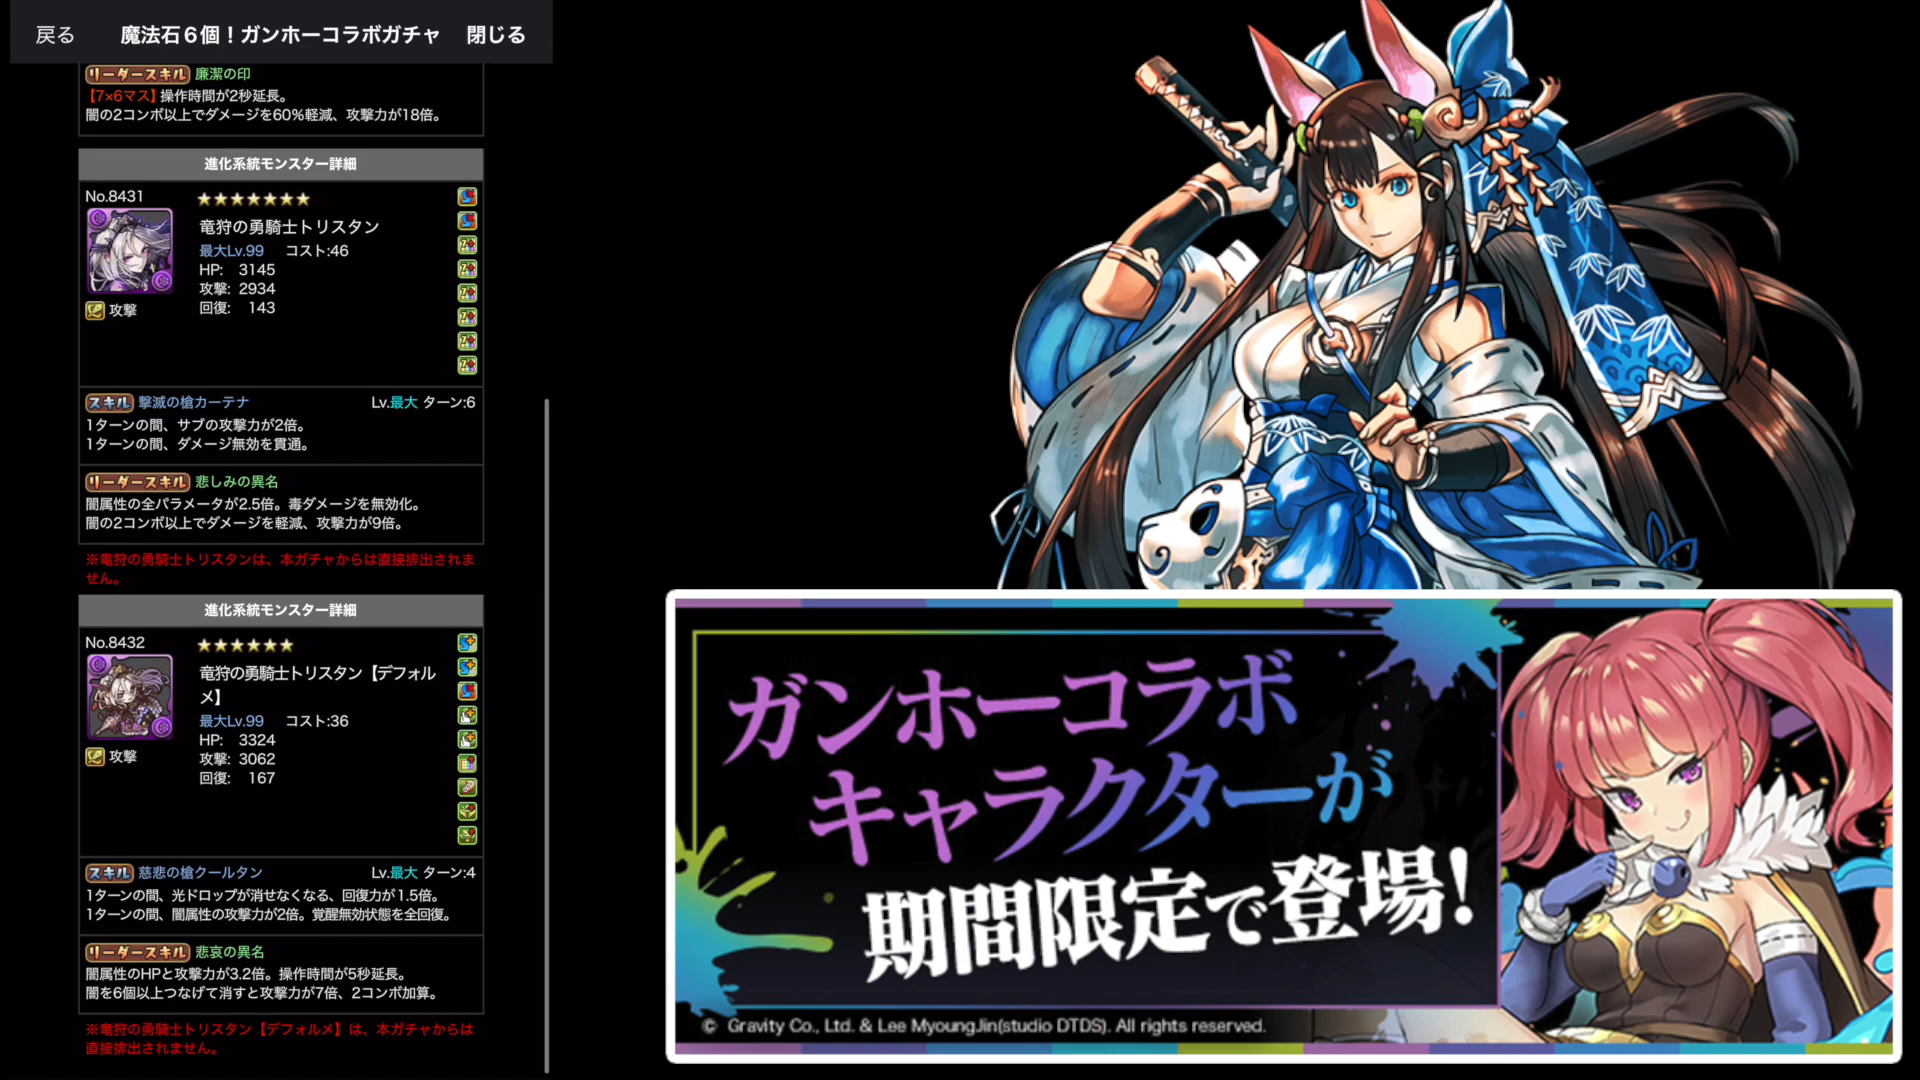 戻る
魔法石6個!ガンホーコラボガチャ
閉じる
リーダースキル 廉潔の印
【7×6マス】操作時間が2秒延長。
闇の2コンボ以上でダメージを60%軽減、攻撃力が18倍。
進化系統モンスター詳細
No.8431
★★★★★★★
竜狩の勇騎士トリスタン
最大Lv.99 コスト:46
HP: 3145
攻撃: 2934
回復: 143
攻撃
スキル 撃滅の槍カーテナ Lv.最大 ターン:6
1ターンの間、サブの攻撃力が2倍。
1ターンの間、ダメージ無効を貫通。
リーダースキル 悲しみの異名
闇属性の全パラメータが2.5倍。毒ダメージを無効化。
闇の2コンボ以上でダメージを軽減、攻撃力が9倍。
※竜狩の勇騎士トリスタンは、本ガチャからは直接排出されま
せん。
進化系統モンスター詳細
No.8432
★★★★★★
竜狩の勇騎士トリスタン【デフォル
メ】
最大Lv.99 コスト:36
HP: 3324
攻撃: 3062
回復: 167
攻撃
スキル 慈悲の槍クールタン Lv.最大 ターン:4
1ターンの間、光ドロップが消せなくなる、回復力が1.5倍。
1ターンの間、闇属性の攻撃力が2倍。覚醒無効状態を全回復。
リーダースキル 悲哀の異名
闇属性のHPと攻撃力が3.2倍。操作時間が5秒延長。
闇を6個以上つなげて消すと攻撃力が7倍、2コンボ加算。
※竜狩の勇騎士トリスタン【デフォルメ】は、本ガチャからは
直接排出されません。
ガンホーコラボ
キャラクターが
期間限定で登場!
© Gravity Co., Ltd. & Lee MyoungJin(studio DTDS). All rights reserved.